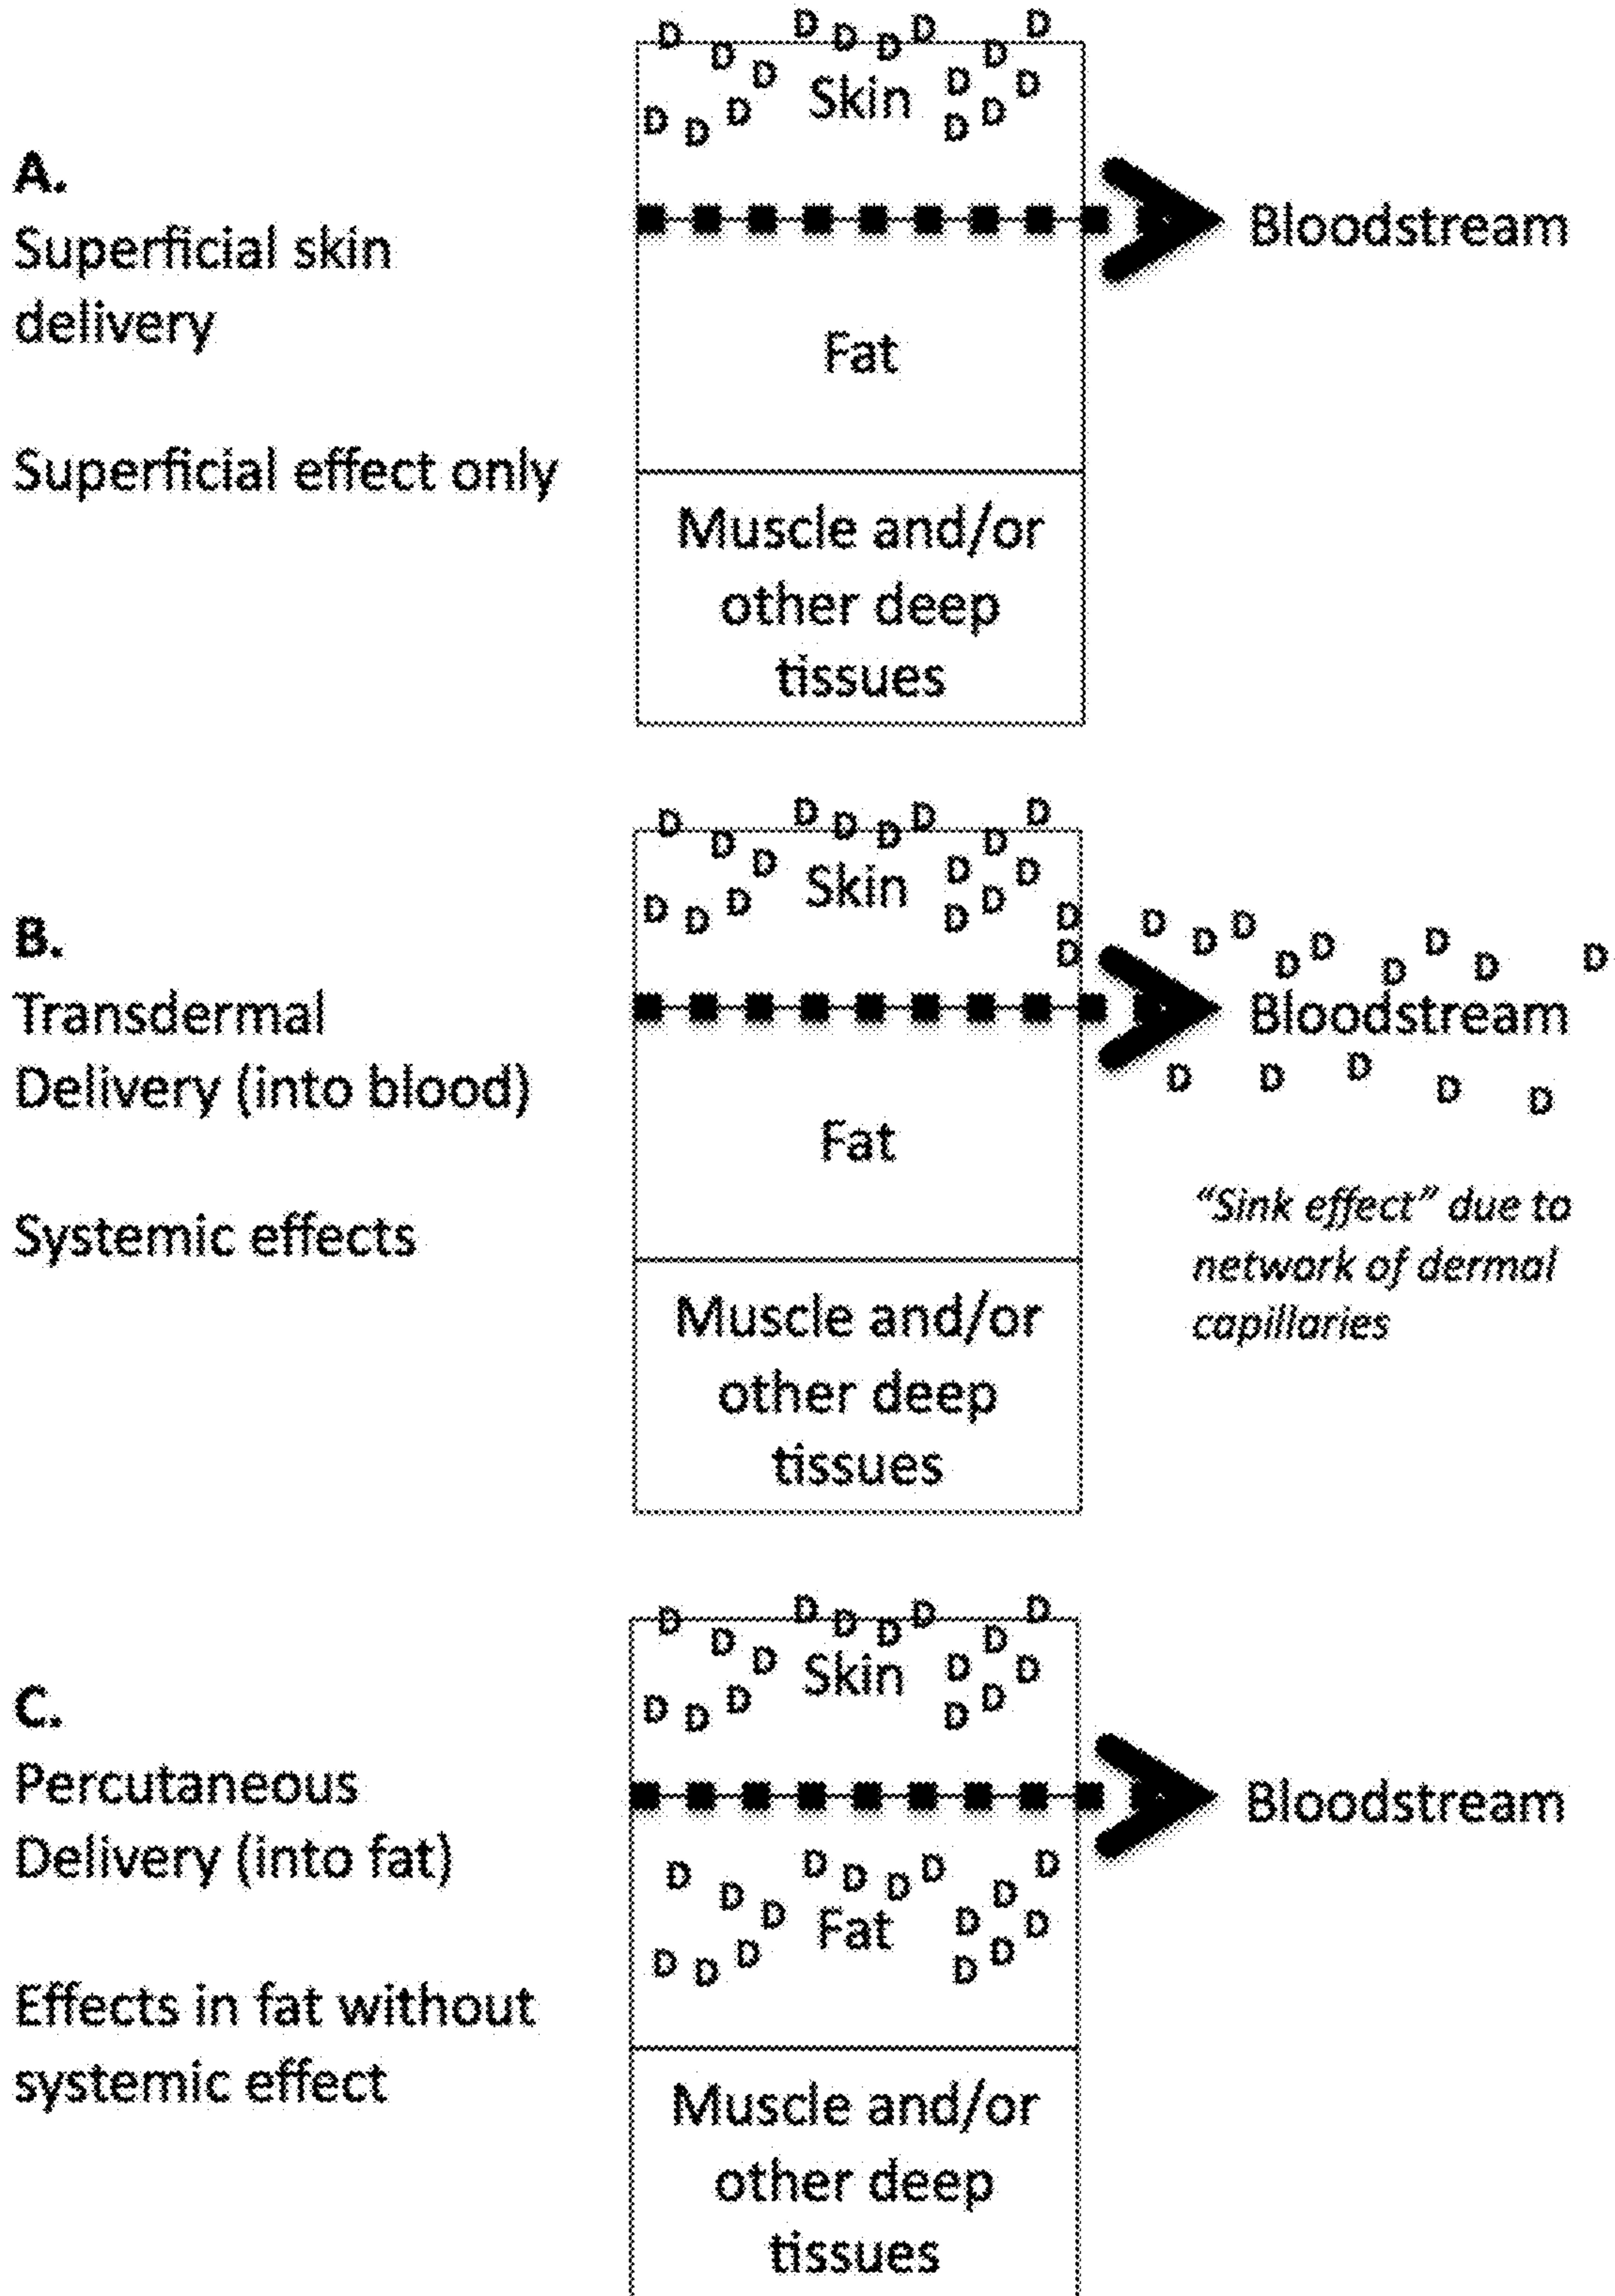 D D D D D D
D D D D
Skin D D
D D D D D
A.
Superficial skin
delivery
Superficial effect only
Bloodstream
Fat
Muscle and/or
other deep
tissues
D D D D D D
D D D D
Skin D D
D D D D D
D
D
B.
Transdermal
Delivery (into blood)
Systemic effects
D D D D D D D D D
Bloodstream
D D D D D
Fat
“Sink effect” due to
network of dermal
capillaries
Muscle and/or
other deep
tissues
D D D D D D
D D D D
Skin D D
D D D D D
C.
Percutaneous
Delivery (into fat)
Effects in fat without
systemic effect
Bloodstream
D D D D D D
D D D D
Fat D D
D D D D
Muscle and/or
other deep
tissues